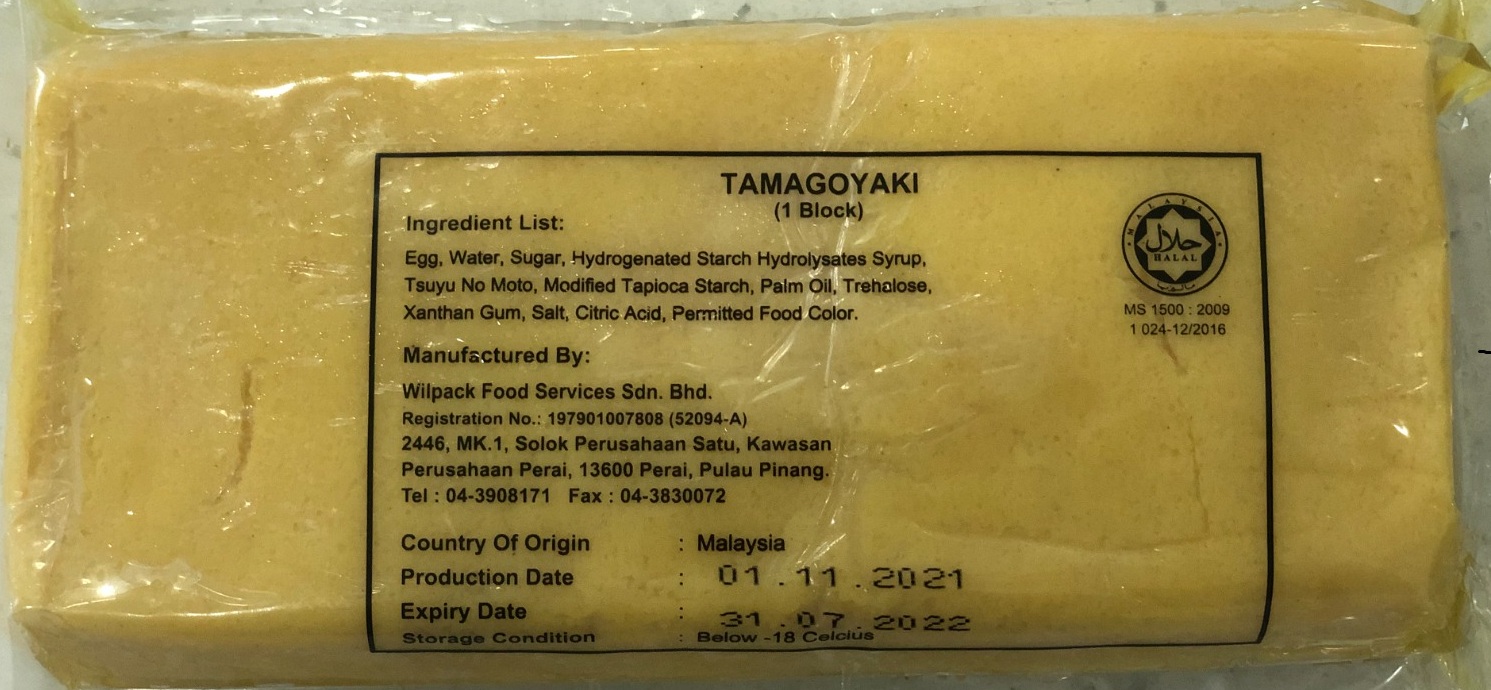 TAMAGOYAKI
(1 Block)
Ingredient List:
Egg, Water, Sugar, Hydrogenated Starch Hydrolysates Syrup,
Tsuyu No Moto, Modified Tapioca Starch, Palm Oil, Trehalose,
Xanthan Gum, Salt, Citric Acid, Permitted Food Color.
MALAYSIA
حلال
HALAL
ماليسيا
MS 1500 : 2009
1 024-12/2016
Manufactured By:
Wilpack Food Services Sdn. Bhd.
Registration No.: 197901007808 (52094-A)
2446, MK.1, Solok Perusahaan Satu, Kawasan
Perusahaan Perai, 13600 Perai, Pulau Pinang.
Tel : 04-3908171 Fax : 04-3830072
Country Of Origin : Malaysia
Production Date : 01.11.2021
Expiry Date : 31.07.2022
Storage Condition : Below -18 Celcius